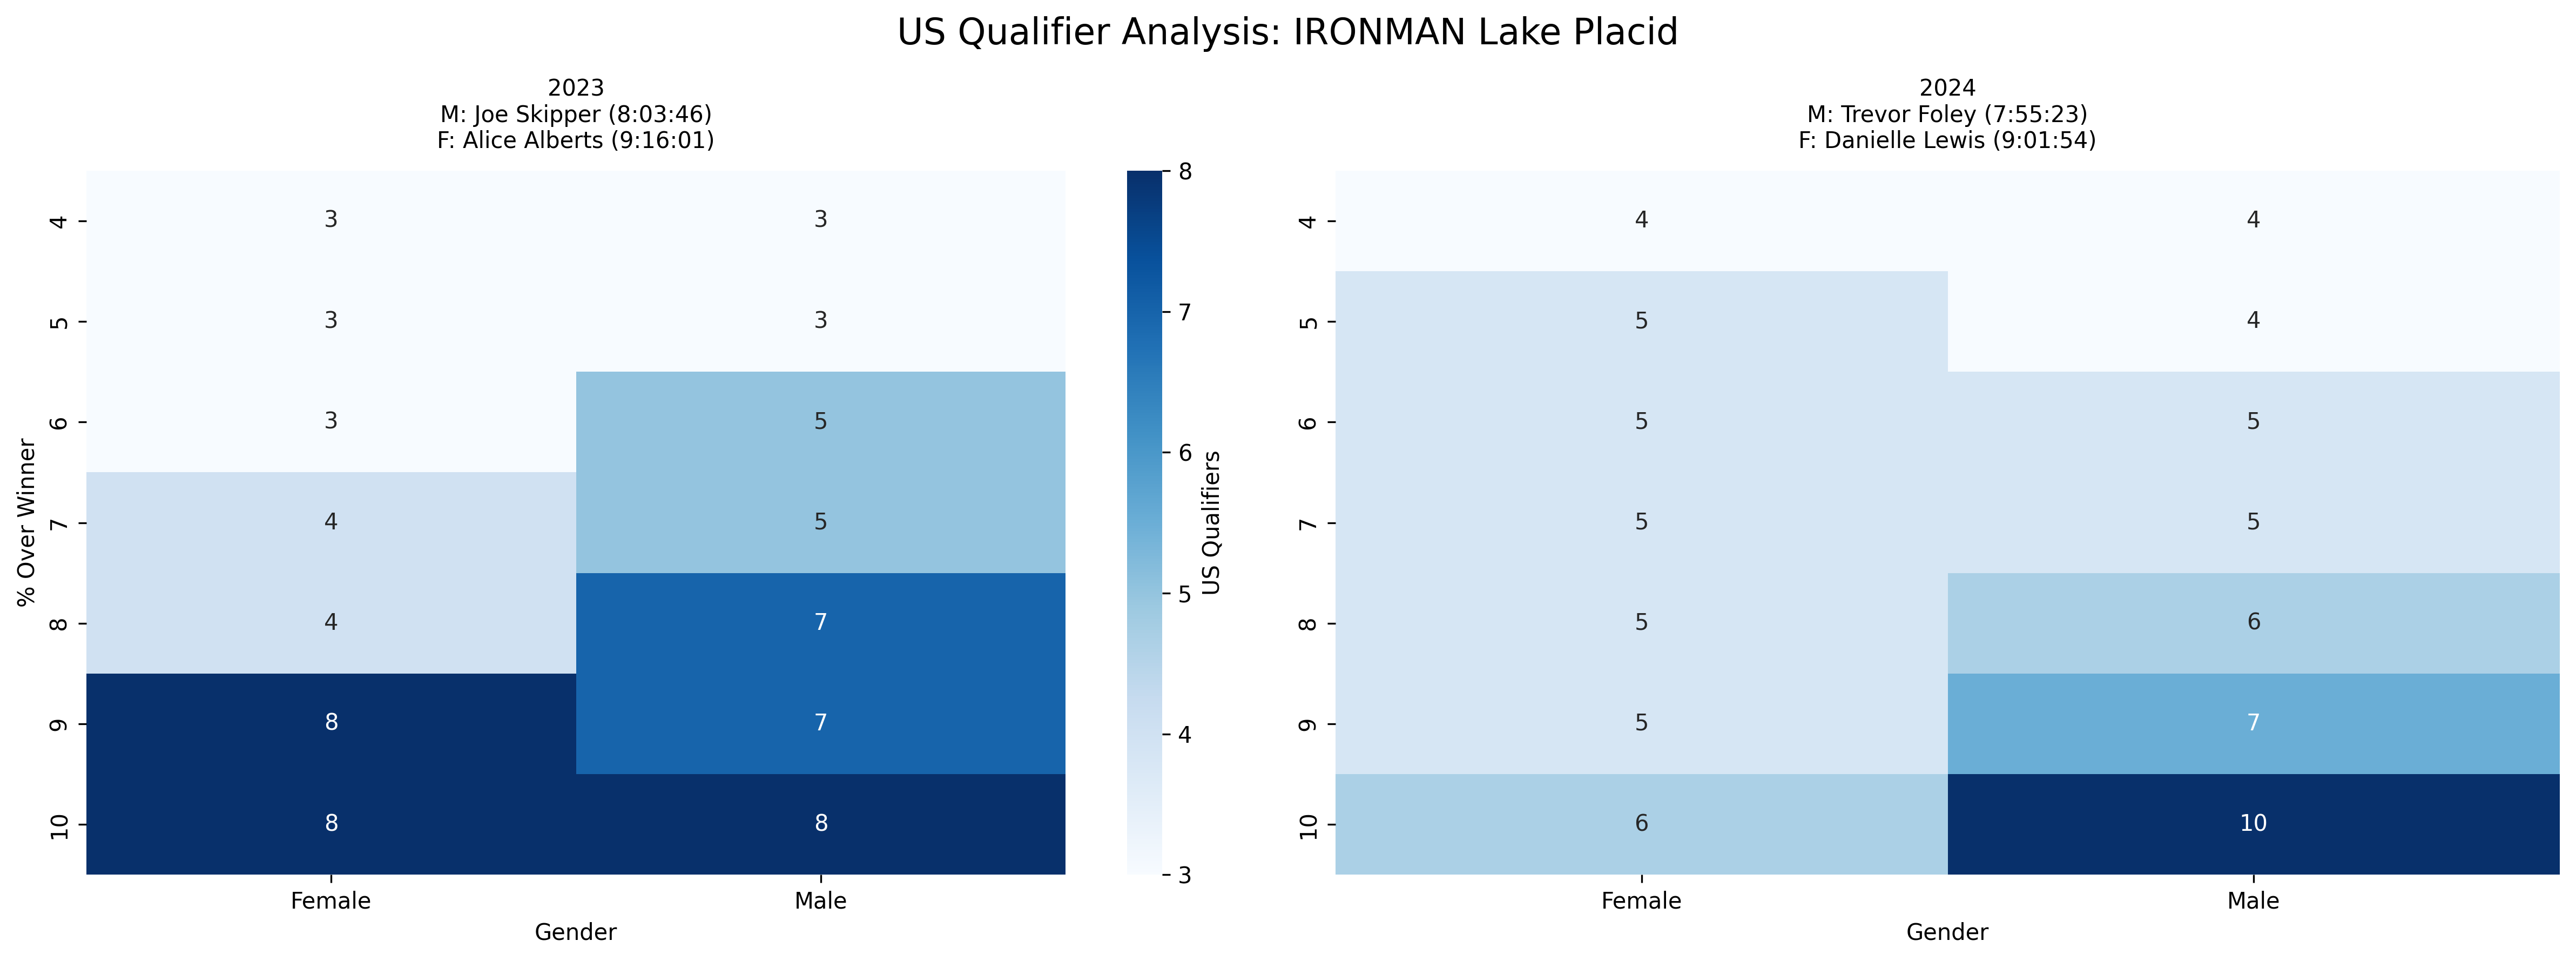 US Qualifier Analysis: IRONMAN Lake Placid
2023
M: Joe Skipper (8:03:46)
F: Alice Alberts (9:16:01)
% Over Winner
4 3 3
5 3 3
6 3 5
7 4 5
8 4 7
9 8 7
10 8 8
Female Male
Gender
8
7
6
5
4
3
US Qualifiers
2024
M: Trevor Foley (7:55:23)
F: Danielle Lewis (9:01:54)
4 4 4
5 5 4
6 5 5
7 5 5
8 5 6
9 5 7
10 6 10
Female Male
Gender